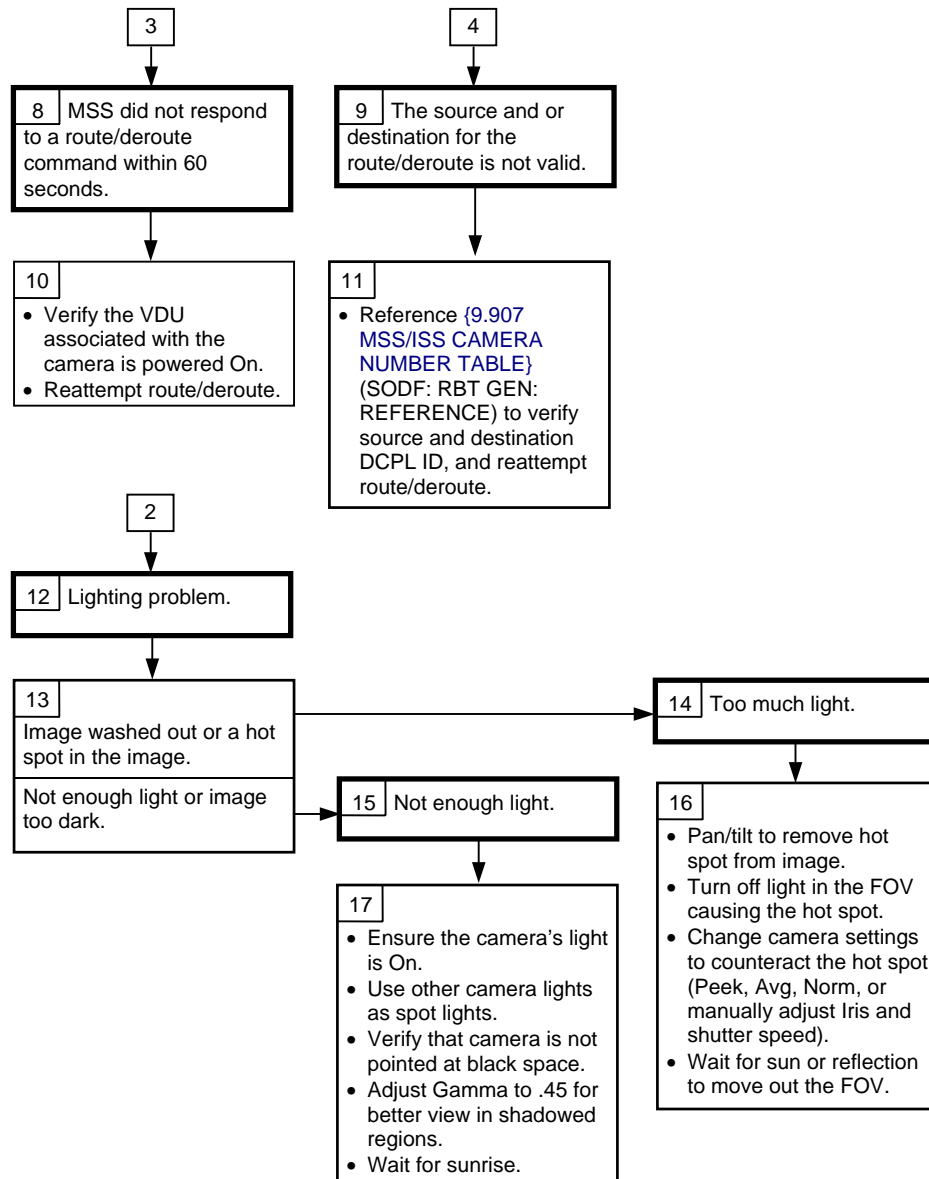 3
4
8 MSS did not respond
to a route/deroute
command within 60
seconds.
9 The source and or
destination for the
route/deroute is not valid.
10
• Verify the VDU
associated with the
camera is powered On.
• Reattempt route/deroute.
11
• Reference {9.907
MSS/ISS CAMERA
NUMBER TABLE}
(SODF: RBT GEN:
REFERENCE) to verify
source and destination
DCPL ID, and reattempt
route/deroute.
2
12 Lighting problem.
13
Image washed out or a hot
spot in the image.
Not enough light or image
too dark.
14 Too much light.
15 Not enough light.
16
• Pan/tilt to remove hot
spot from image.
• Turn off light in the FOV
causing the hot spot.
• Change camera settings
to counteract the hot spot
(Peek, Avg, Norm, or
manually adjust Iris and
shutter speed).
• Wait for sun or reflection
to move out the FOV.
17
• Ensure the camera's light
is On.
• Use other camera lights
as spot lights.
• Verify that camera is not
pointed at black space.
• Adjust Gamma to .45 for
better view in shadowed
regions.
• Wait for sunrise.